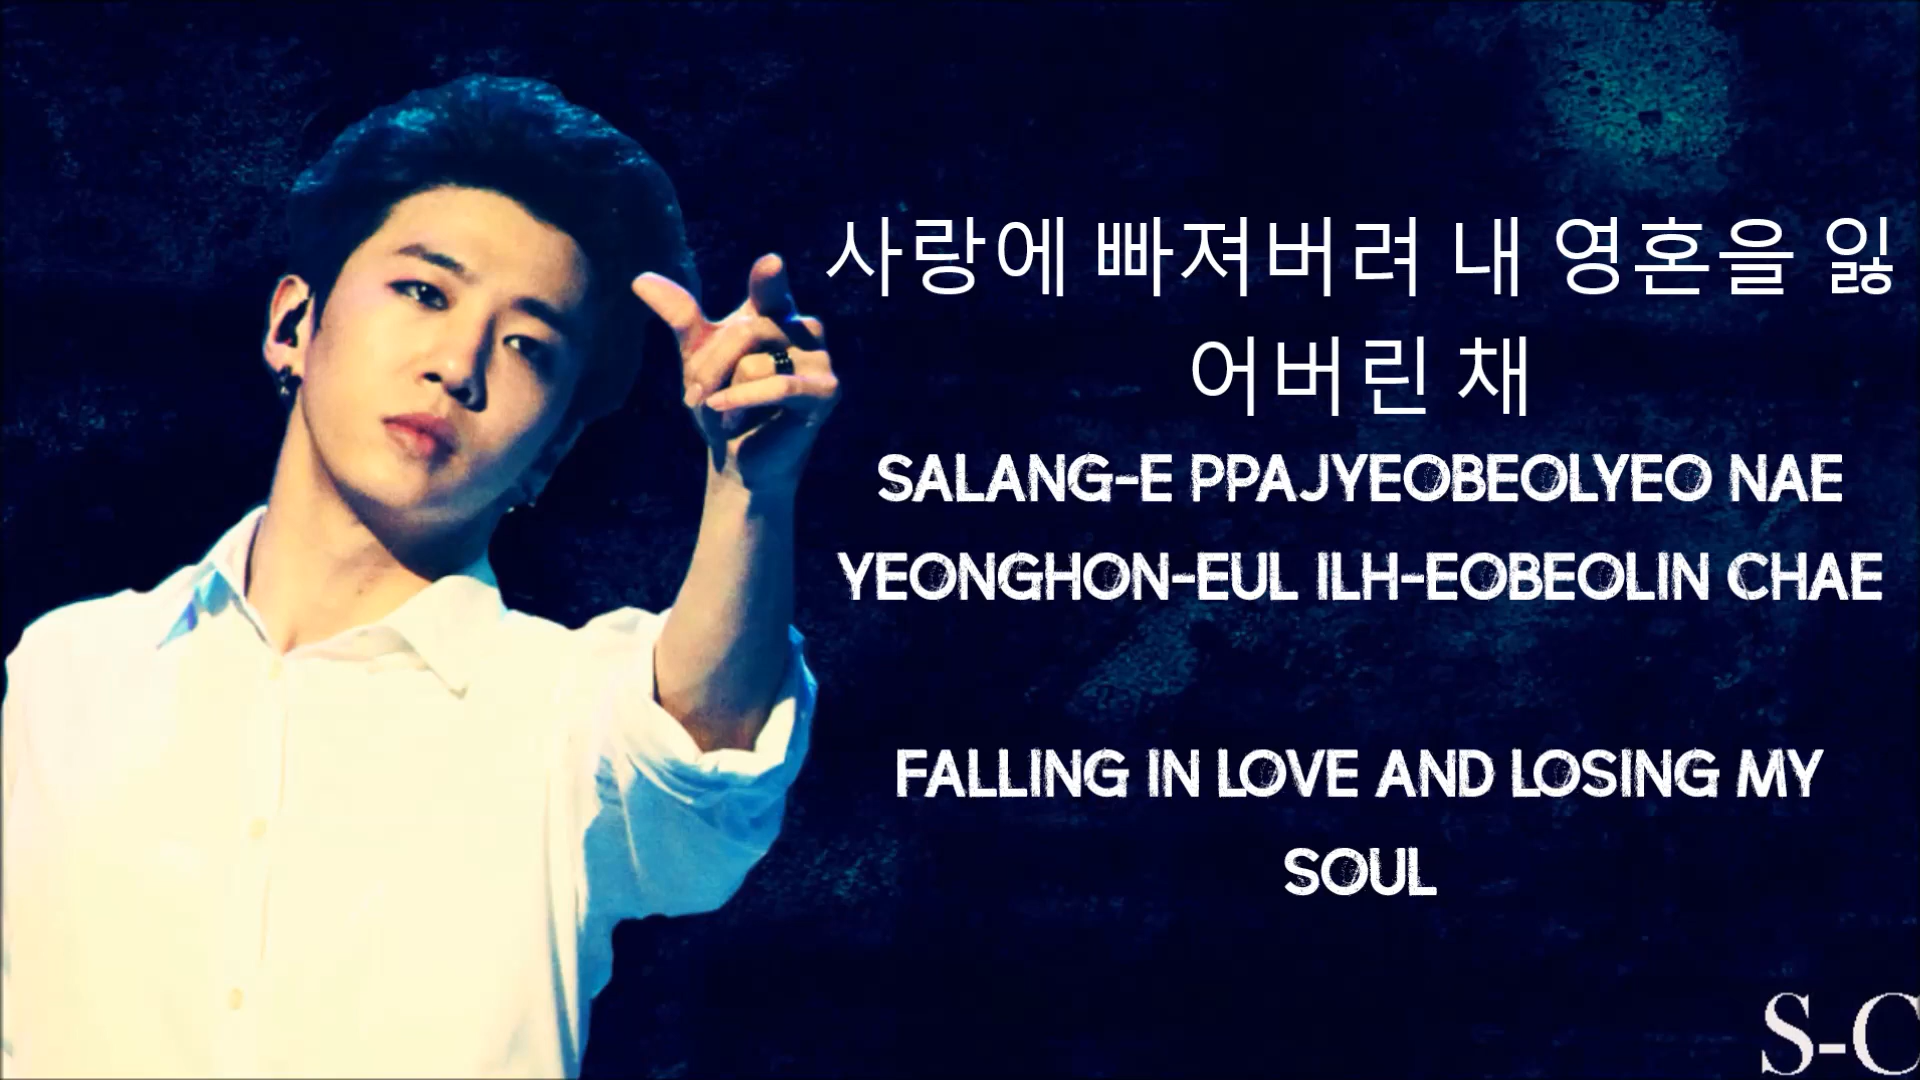 사랑에 빠져버려 내 영혼을 잃
어버린 채
SALANG-E PPAJYEOBEOLYEO NAE
YEONGHON-EUL ILH-EOBEOLIN CHAE
FALLING IN LOVE AND LOSING MY
SOUL
S-C